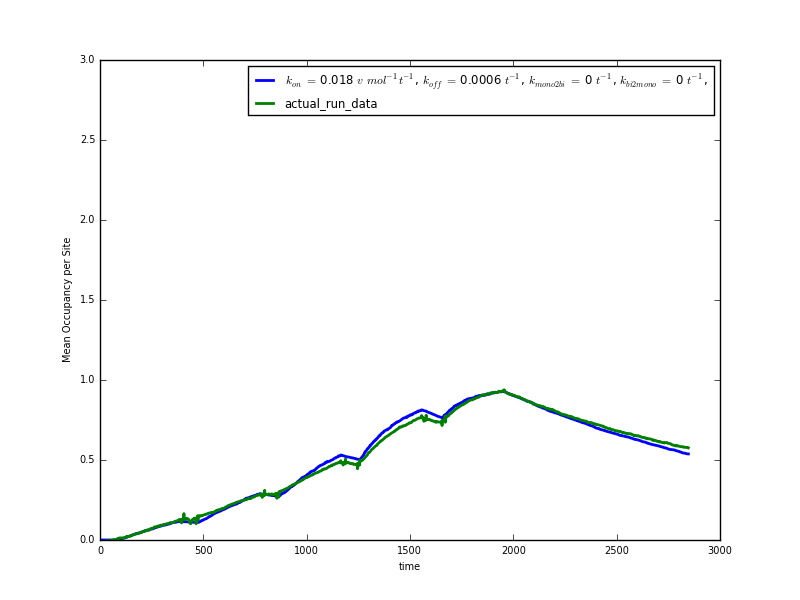 k_on = 0.018 v mol⁻¹t⁻¹, k_off = 0.0006 t⁻¹, k_mono2bi = 0 t⁻¹, k_bi2mono = 0 t⁻¹,
actual_run_data
3.0
2.5
2.0
1.5
1.0
0.5
0.0
Mean Occupancy per Site
0 500 1000 1500 2000 2500 3000
time